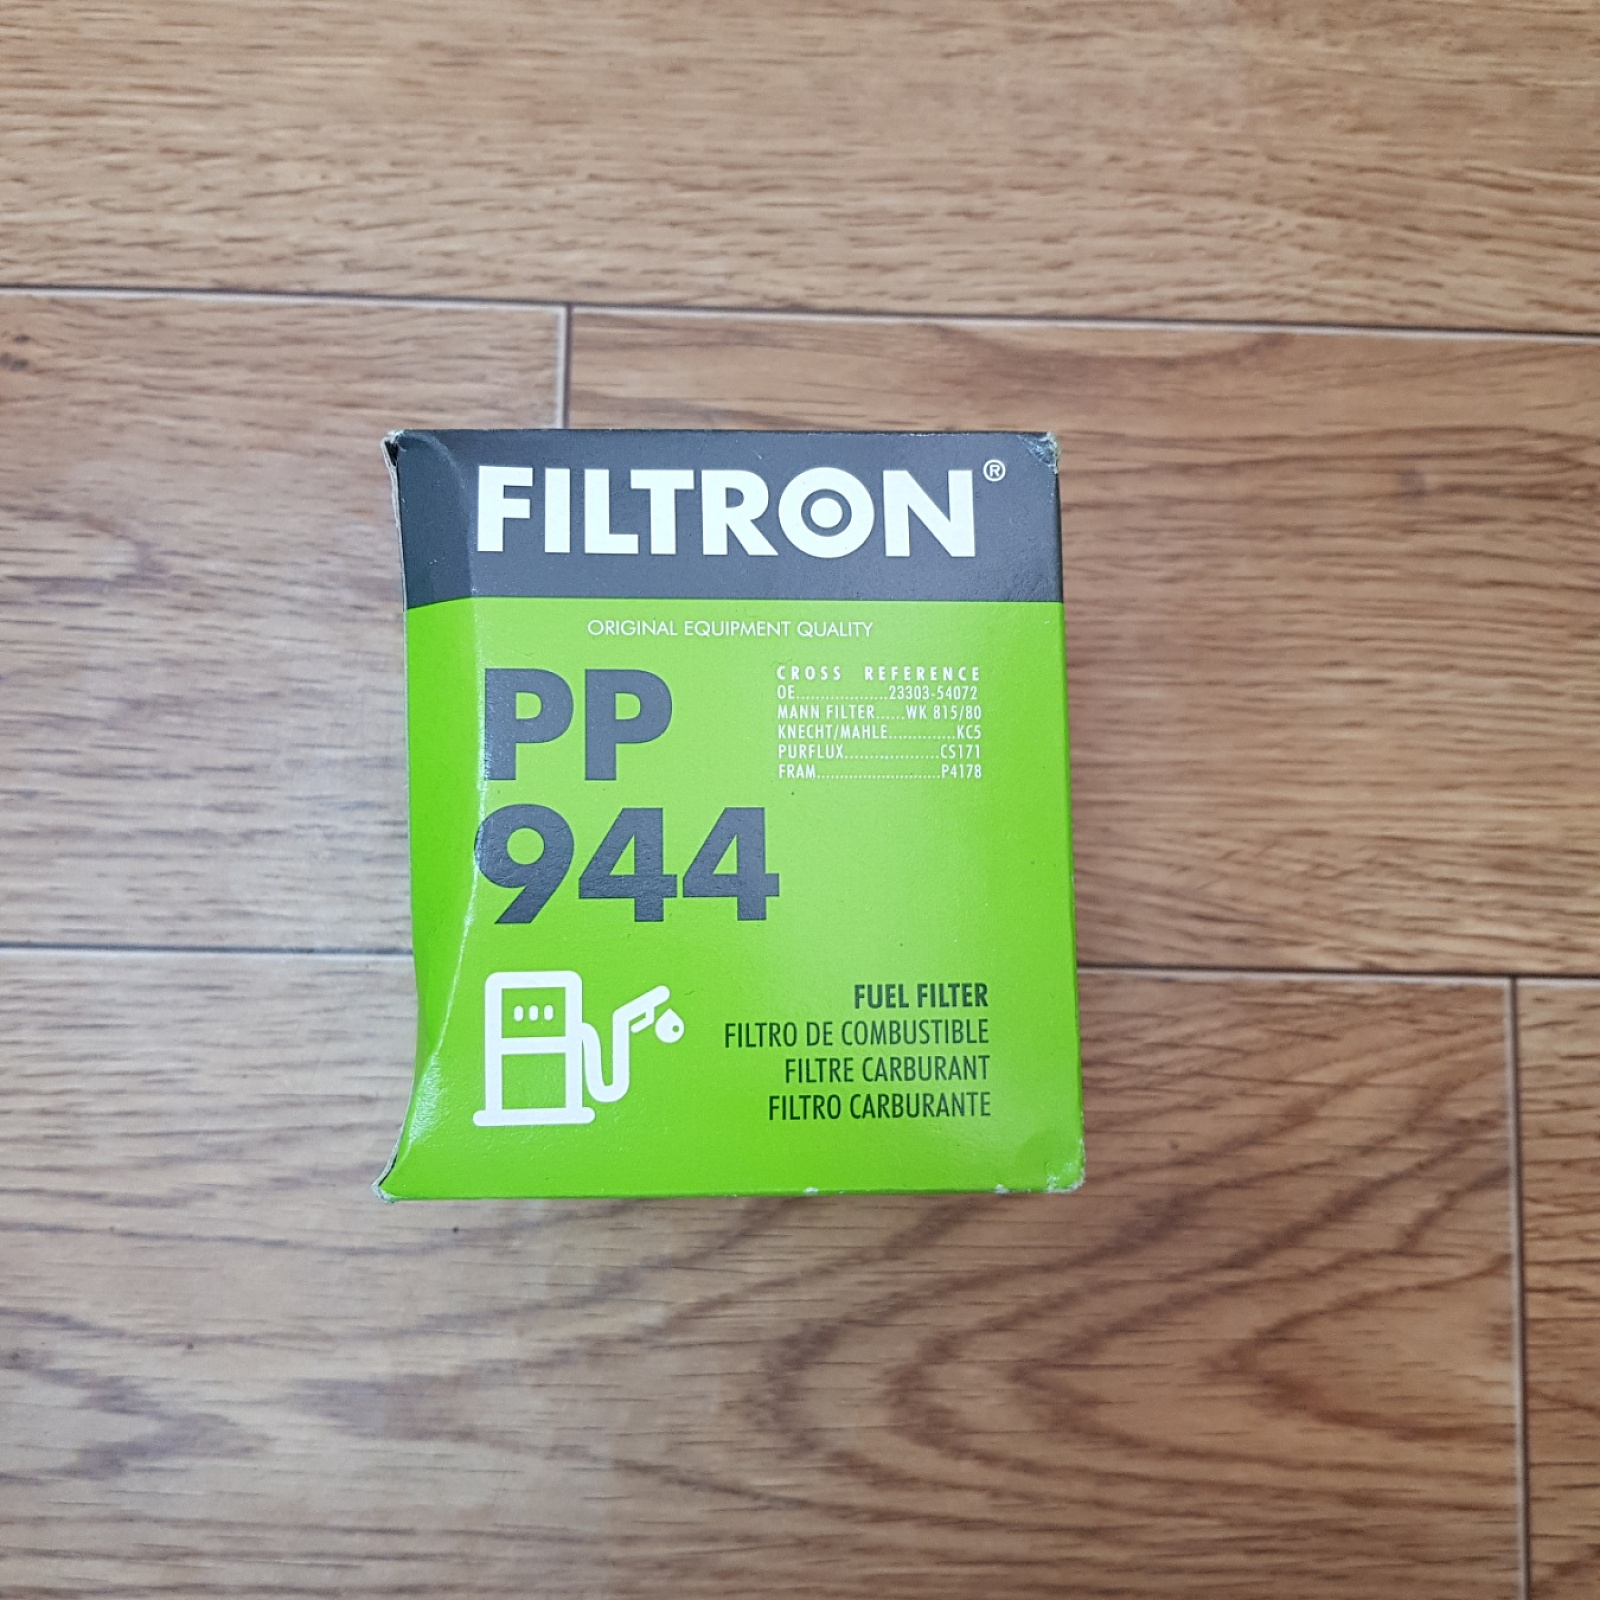 FILTRON®
ORIGINAL EQUIPMENT QUALITY
PP
944
CROSS REFERENCE
OE...................23303-54072
MANN FILTER......WK 815/80
KNECHT/MAHLE..............KC5
PURFLUX...................CS171
FRAM.........................P4178
FUEL FILTER
FILTRO DE COMBUSTIBLE
FILTRE CARBURANT
FILTRO CARBURANTE